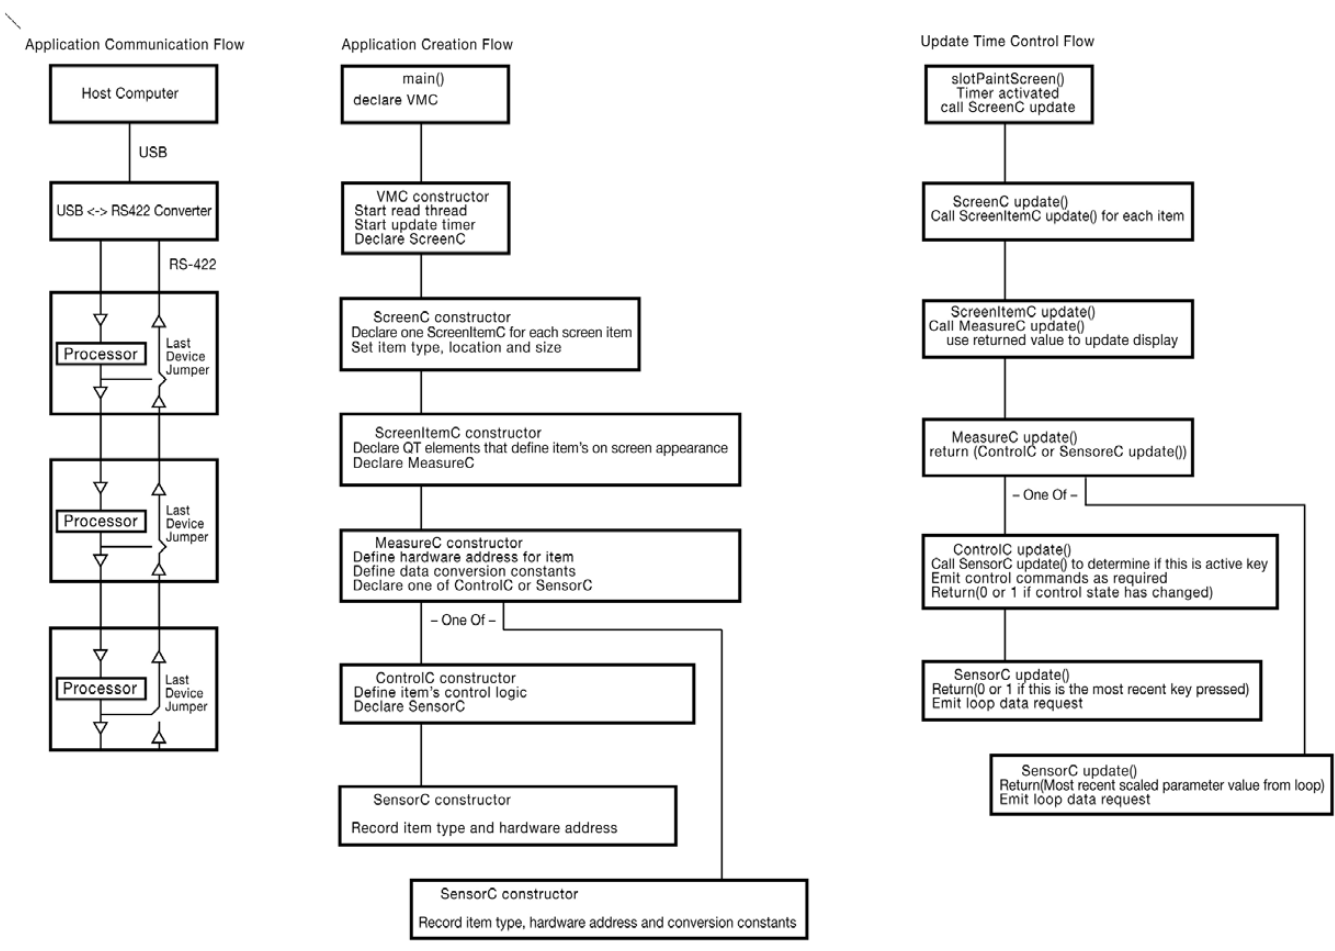 Application Communication Flow
Host Computer
USB
USB <-> RS422 Converter
RS-422
Processor
Last
Device
Jumper
Processor
Last
Device
Jumper
Processor
Last
Device
Jumper
Application Creation Flow
main()
declare VMC
VMC constructor
Start read thread
Start update timer
Declare ScreenC
ScreenC constructor
Declare one ScreenItemC for each screen item
Set item type, location and size
ScreenItemC constructor
Declare QT elements that define item's on screen appearance
Declare MeasureC
MeasureC constructor
Define hardware address for item
Define data conversion constants
Declare one of ControlC or SensorC
– One Of –
ControlC constructor
Define item's control logic
Declare SensorC
SensorC constructor
Record item type and hardware address
SensorC constructor
Record item type, hardware address and conversion constants
Update Time Control Flow
slotPaintScreen()
Timer activated
call ScreenC update
ScreenC update()
Call ScreenItemC update() for each item
ScreenItemC update()
Call MeasureC update()
use returned value to update display
MeasureC update()
return (ControlC or SensoreC update())
– One Of –
ControlC update()
Call SensorC update() to determine if this is active key
Emit control commands as required
Return(0 or 1 if control state has changed)
SensorC update()
Return(0 or 1 if this is the most recent key pressed)
Emit loop data request
SensorC update()
Return(Most recent scaled parameter value from loop)
Emit loop data request